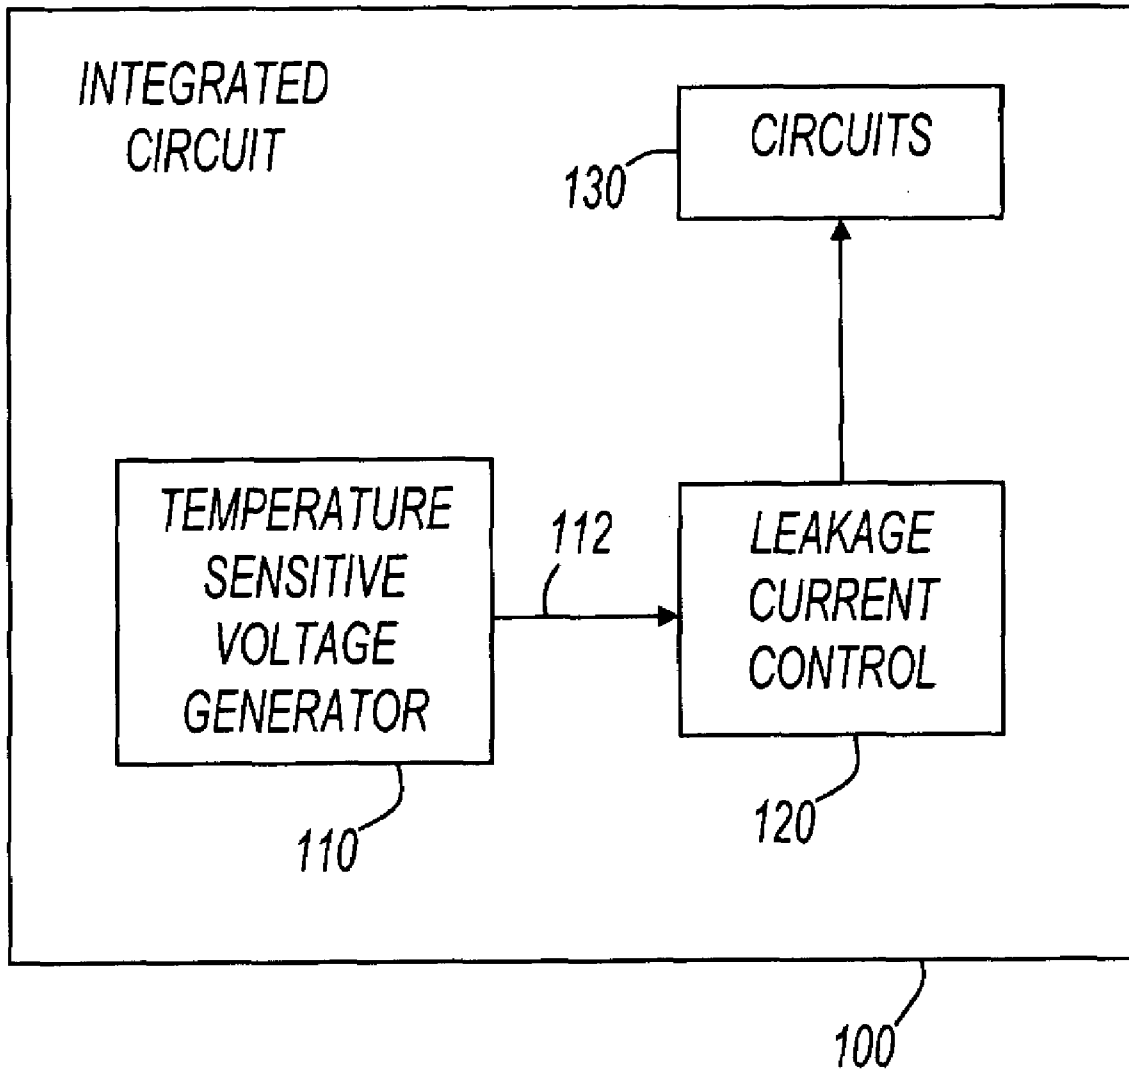 INTEGRATED
CIRCUIT
CIRCUITS
130
TEMPERATURE
SENSITIVE
VOLTAGE
GENERATOR
112
LEAKAGE
CURRENT
CONTROL
110
120
100